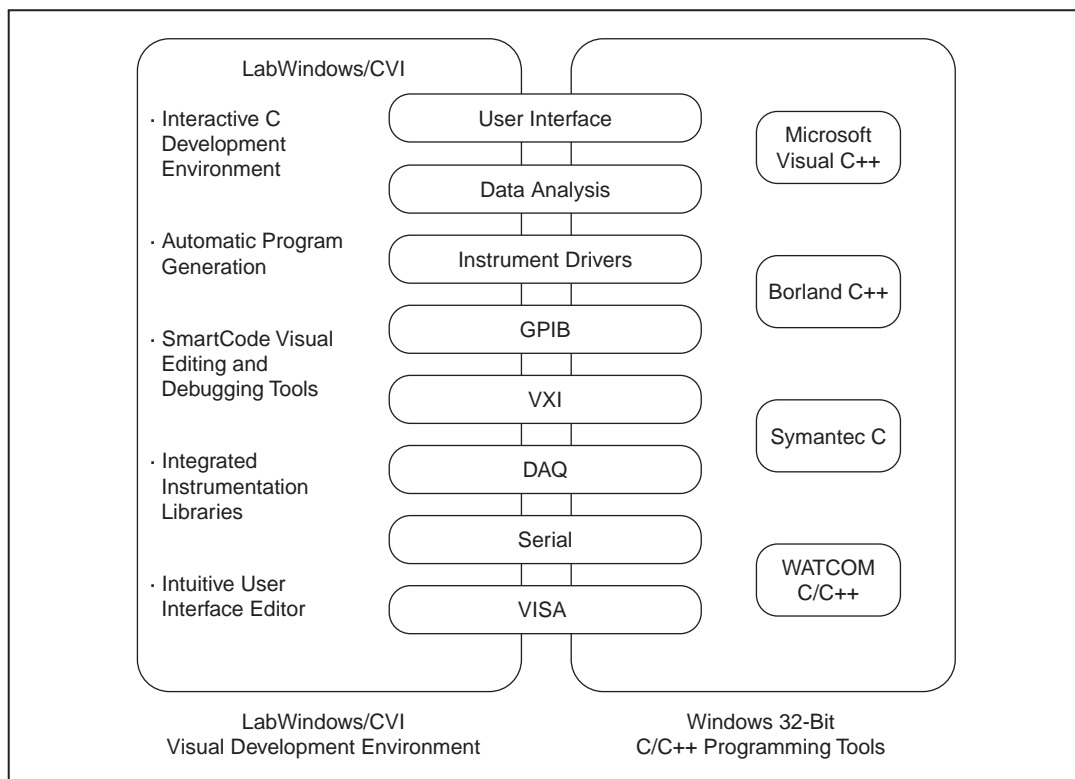 LabWindows/CVI
· Interactive C
Development
Environment
· Automatic Program
Generation
· SmartCode Visual
Editing and
Debugging Tools
· Integrated
Instrumentation
Libraries
· Intuitive User
Interface Editor
User Interface
Data Analysis
Instrument Drivers
GPIB
VXI
DAQ
Serial
VISA
Microsoft
Visual C++
Borland C++
Symantec C
WATCOM
C/C++
LabWindows/CVI
Visual Development Environment
Windows 32-Bit
C/C++ Programming Tools